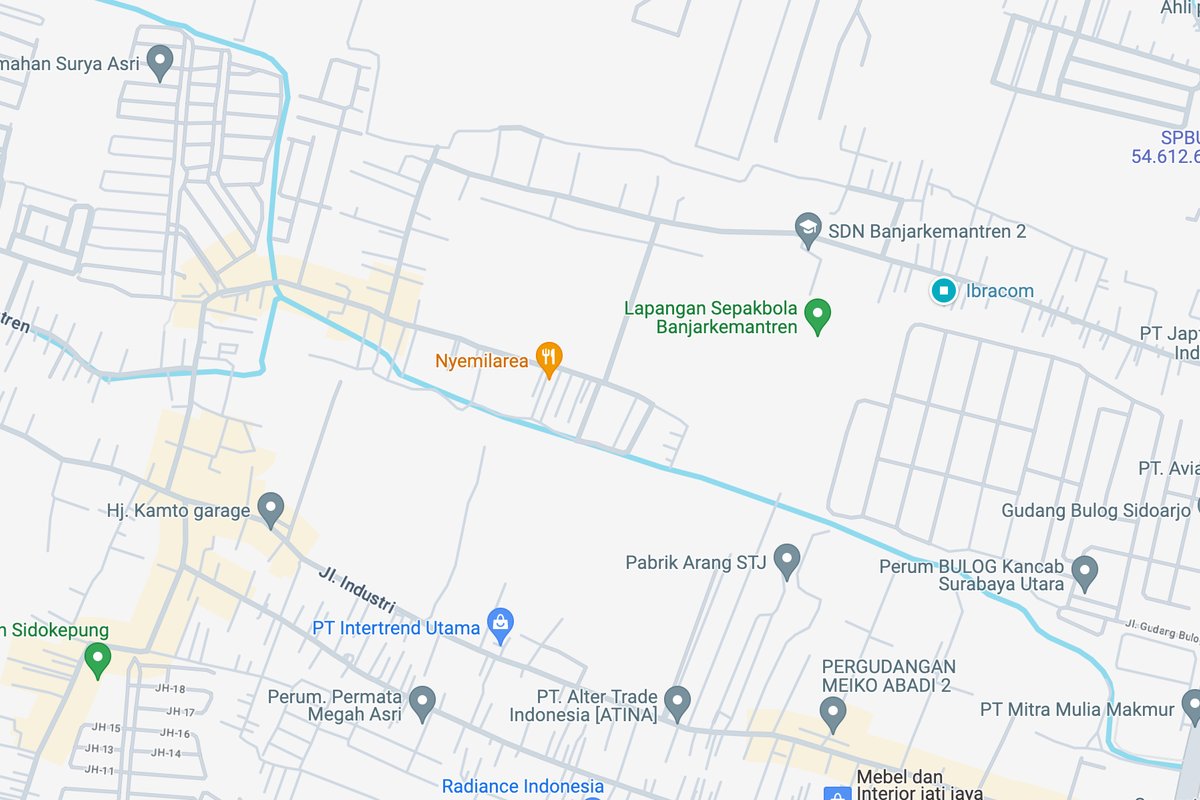 Ahli p
mahan Surya Asri
SPBU
54.612.6
SDN Banjarkemantren 2
Ibracom
Lapangan Sepakbola
Banjarkemantren
tren
PT Jap
Ind
Nyemilarea
PT. Avia
Hj. Kamto garage
Gudang Bulog Sidoarjo
Pabrik Arang STJ
Perum BULOG Kancab
Surabaya Utara
Jl. Industri
PT Intertrend Utama
Jl. Gudang Bulo
n Sidokepung
PERGUDANGAN
MEIKO ABADI 2
JH-18
Perum. Permata
Megah Asri
PT. Alter Trade
Indonesia [ATINA]
PT Mitra Mulia Makmur
JH 17
JH 15
JH-16
JH 13
JH-14
JH-11
Radiance Indonesia
Mebel dan
Interior jati jaya